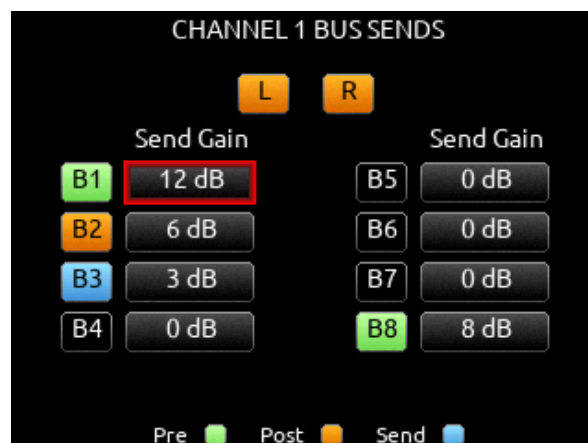 CHANNEL 1 BUS SENDS
L R
Send Gain Send Gain
B1 12 dB B5 0 dB
B2 6 dB B6 0 dB
B3 3 dB B7 0 dB
B4 0 dB B8 8 dB
Pre Post Send